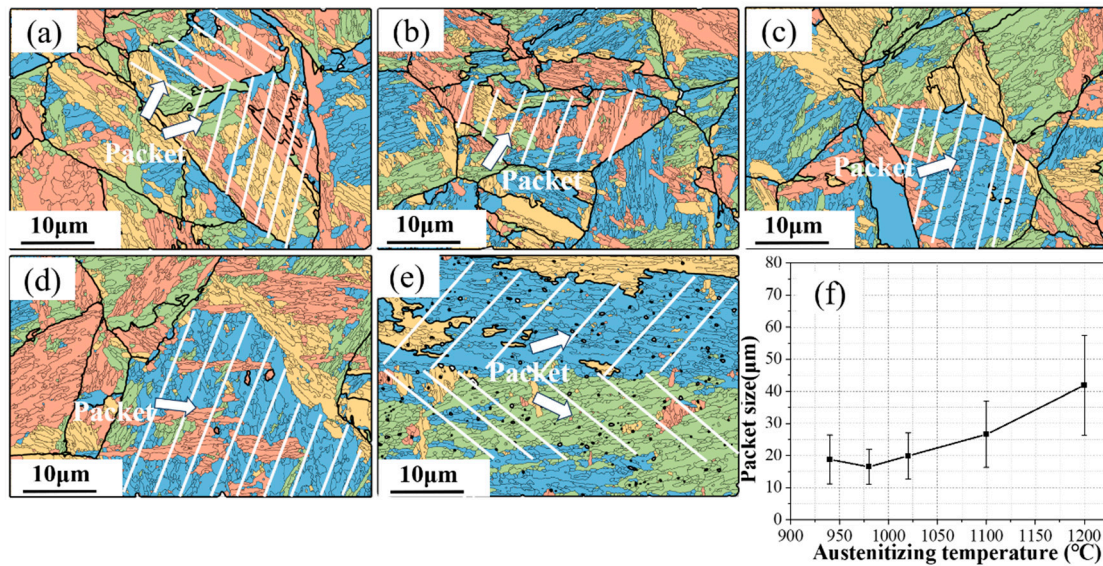 (a)
Packet
10μm
(b)
Packet
10μm
(c)
Packet
10μm
(d)
Packet
10μm
(e)
Packet
10μm
(f)
Packet size(μm)
80
70
60
50
40
30
20
10
0
900 950 1000 1050 1100 1150 1200
Austenitizing temperature (℃)